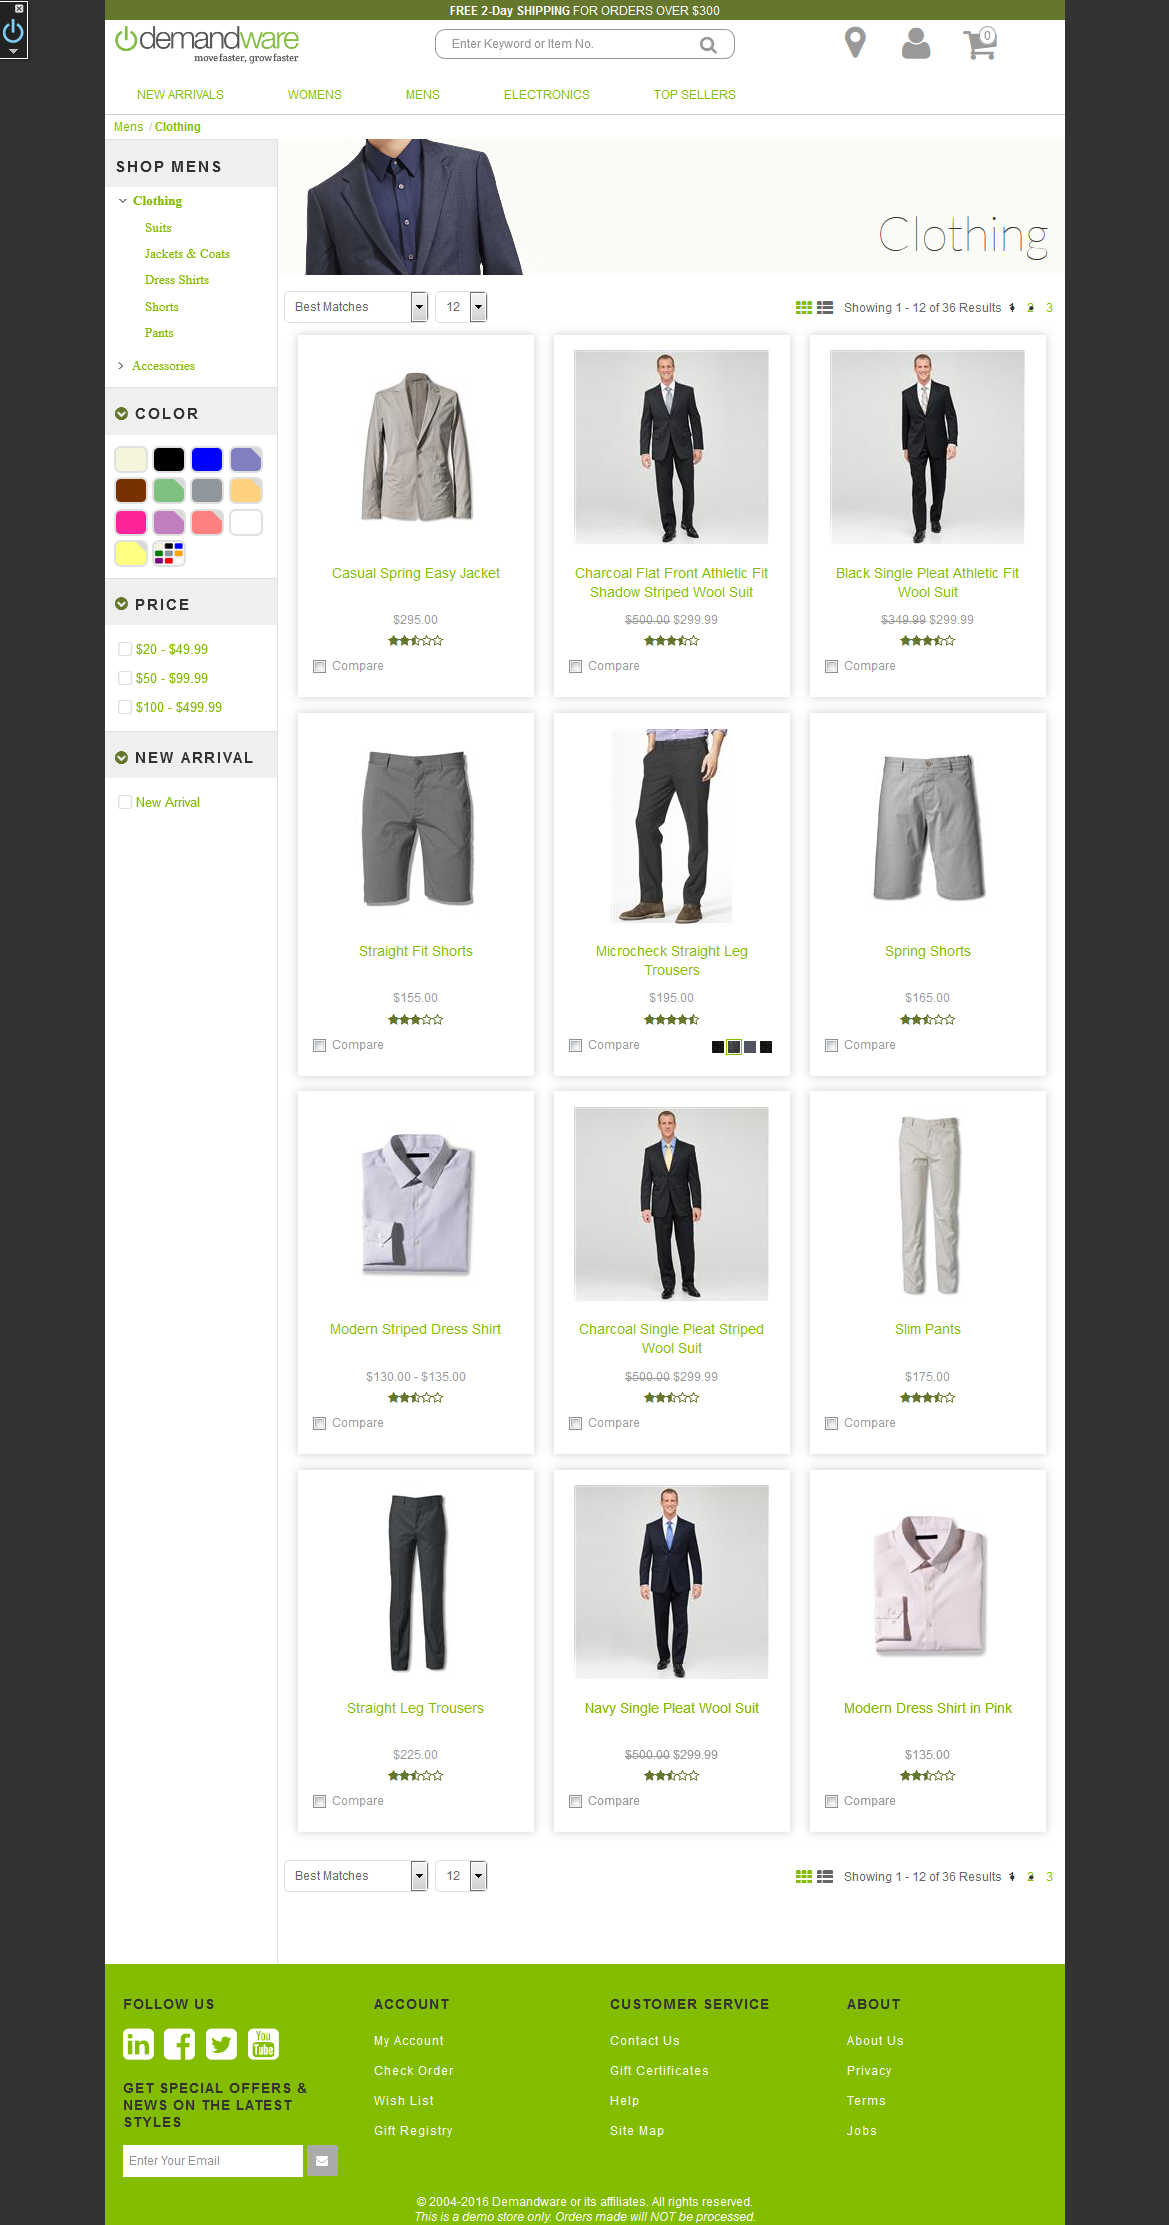 FREE 2-Day SHIPPING FOR ORDERS OVER $300
demandware
move faster, grow faster
Enter Keyword or Item No.
0
NEW ARRIVALS WOMENS MENS ELECTRONICS TOP SELLERS
Mens / Clothing
SHOP MENS
Clothing
Suits
Jackets & Coats
Dress Shirts
Shorts
Pants
Accessories
COLOR
PRICE
$20 - $49.99
$50 - $99.99
$100 - $499.99
NEW ARRIVAL
New Arrival
Clothing
Best Matches 12 Showing 1 - 12 of 36 Results 2 3
Casual Spring Easy Jacket
$295.00
Compare
Charcoal Flat Front Athletic Fit
Shadow Striped Wool Suit
$500.00 $299.99
Compare
Black Single Pleat Athletic Fit
Wool Suit
$349.99 $299.99
Compare
Straight Fit Shorts
$155.00
Compare
Microcheck Straight Leg
Trousers
$195.00
Compare
Spring Shorts
$165.00
Compare
Modern Striped Dress Shirt
$130.00 - $135.00
Compare
Charcoal Single Pleat Striped
Wool Suit
$500.00 $299.99
Compare
Slim Pants
$175.00
Compare
Straight Leg Trousers
$225.00
Compare
Navy Single Pleat Wool Suit
$500.00 $299.99
Compare
Modern Dress Shirt in Pink
$135.00
Compare
Best Matches 12 Showing 1 - 12 of 36 Results 2 3
FOLLOW US
in
You
Tube
GET SPECIAL OFFERS &
NEWS ON THE LATEST
STYLES
Enter Your Email
ACCOUNT
My Account
Check Order
Wish List
Gift Registry
CUSTOMER SERVICE
Contact Us
Gift Certificates
Help
Site Map
ABOUT
About Us
Privacy
Terms
Jobs
© 2004-2016 Demandware or its affiliates. All rights reserved.
This is a demo store only. Orders made will NOT be processed.